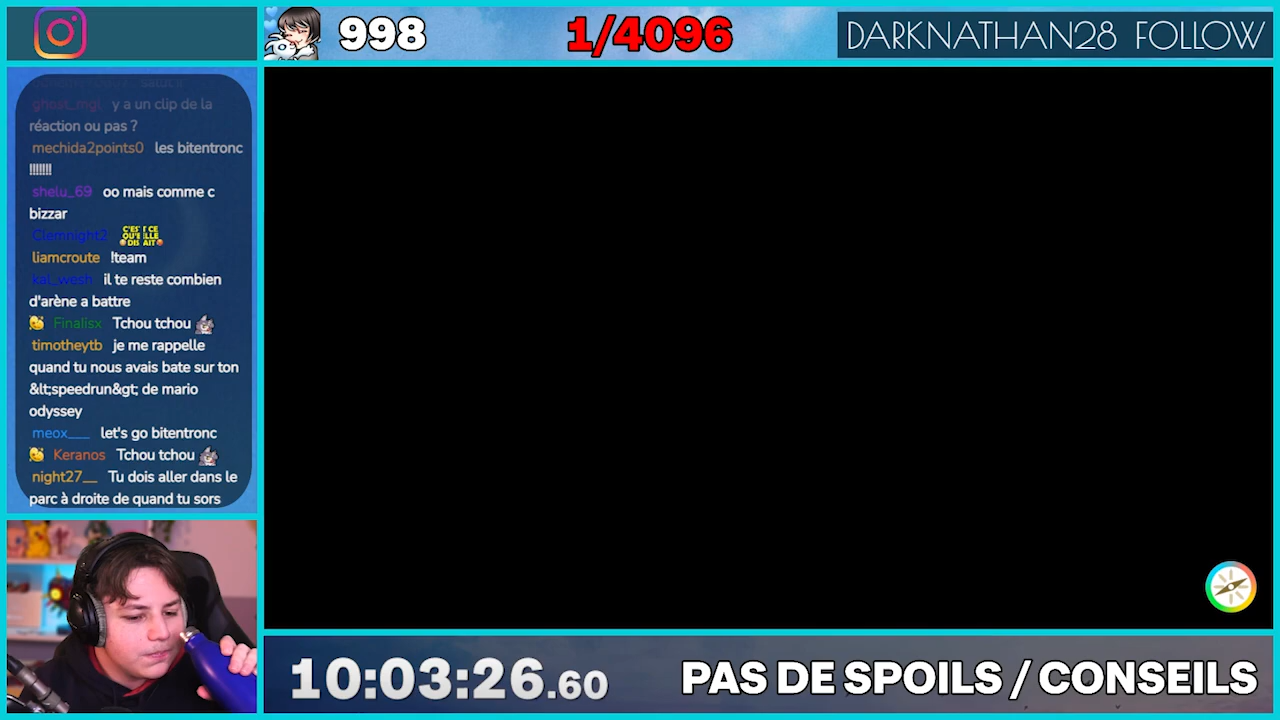 998
1/4096
DARKNATHAN28 FOLLOW
ghost_mgl y a un clip de la
réaction ou pas ?
mechida2points0 les bitentronc
!!!!!!!
shelu_69 oo mais comme c
bizzar
Clemnight2 C'EST CE
QU'ELLE
DISAIT
liamcroute !team
kal_wesh il te reste combien
d'arène a battre
Finalisx Tchou tchou
timotheytb je me rappelle
quand tu nous avais bate sur ton
&lt;speedrun&gt; de mario
odyssey
meox___ let's go bitentronc
Keranos Tchou tchou
night27__ Tu dois aller dans le
parc à droite de quand tu sors
10:03:26.60
PAS DE SPOILS / CONSEILS